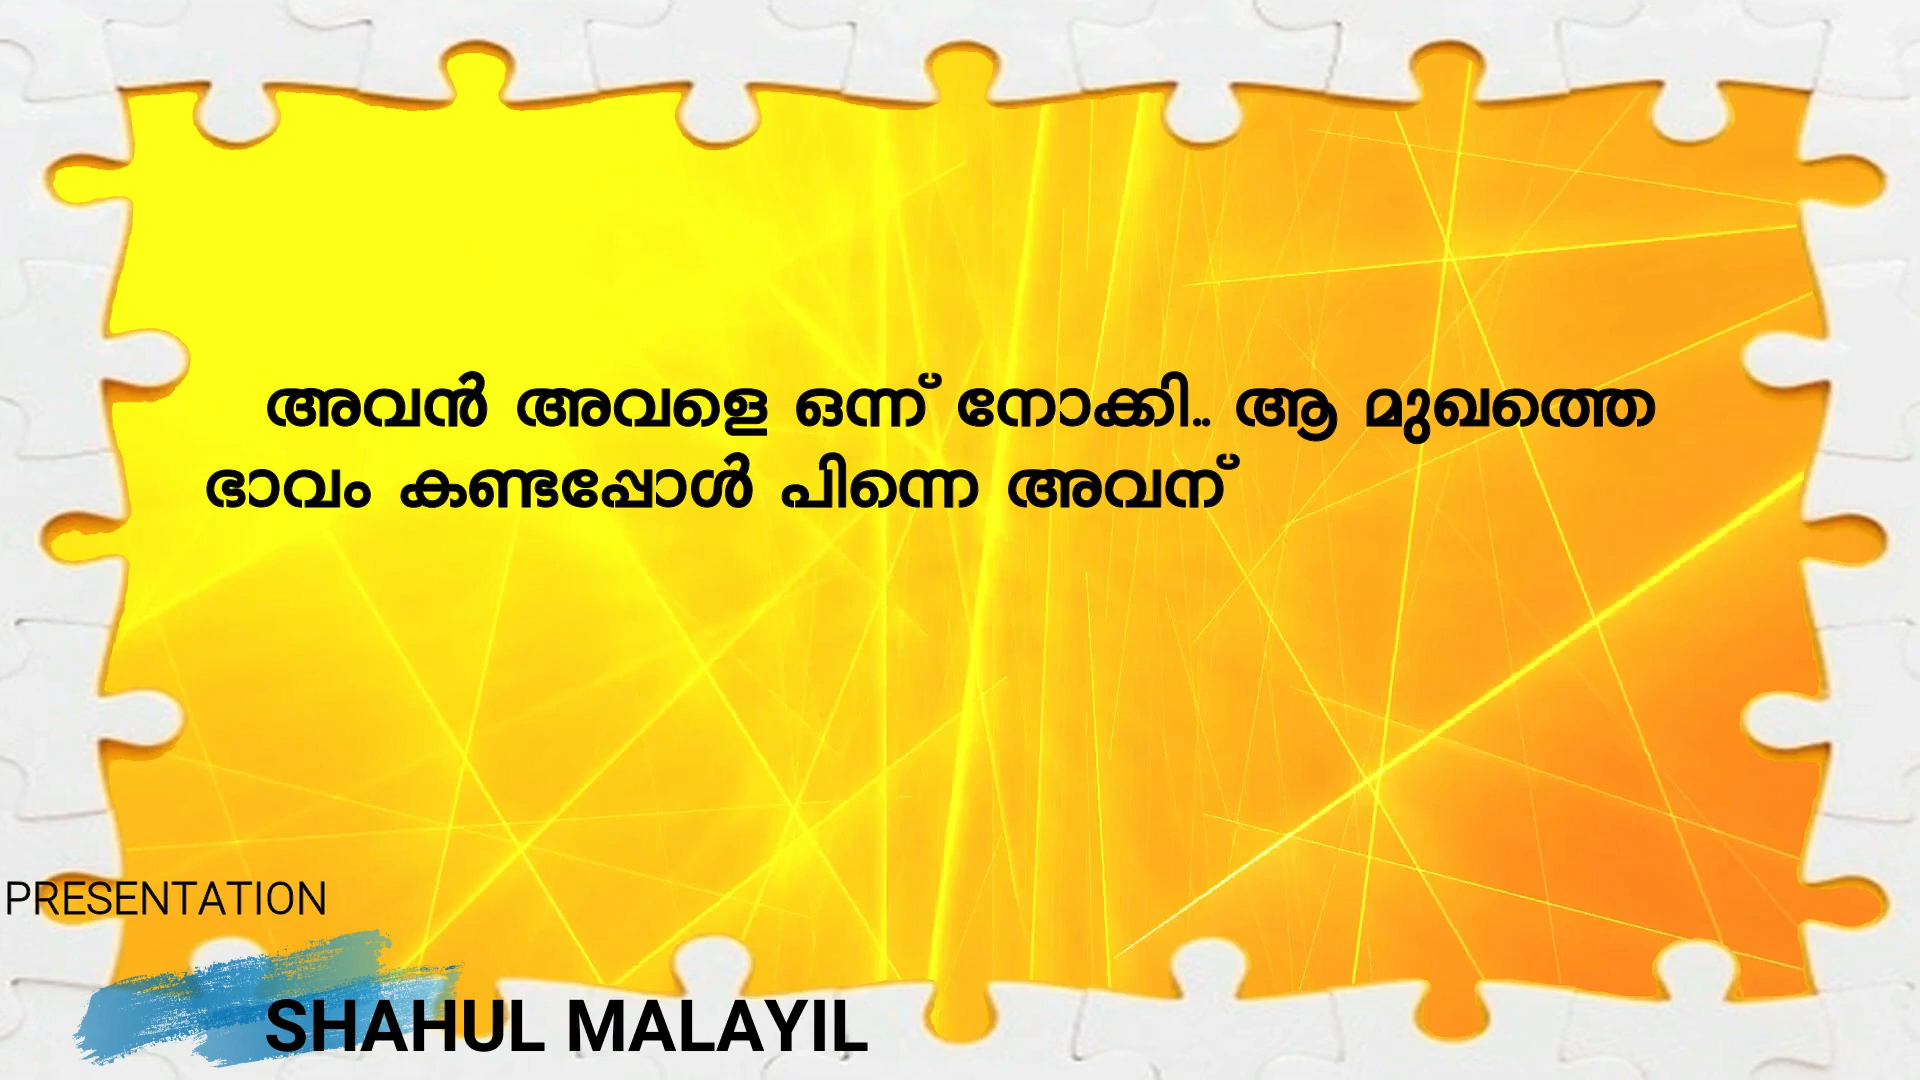 അവൻ അവളെ ഒന്ന് നോക്കി.. ആ മുഖത്തെ
ഭാവം കണ്ടപ്പോൾ പിന്നെ അവന്
PRESENTATION
SHAHUL MALAYIL